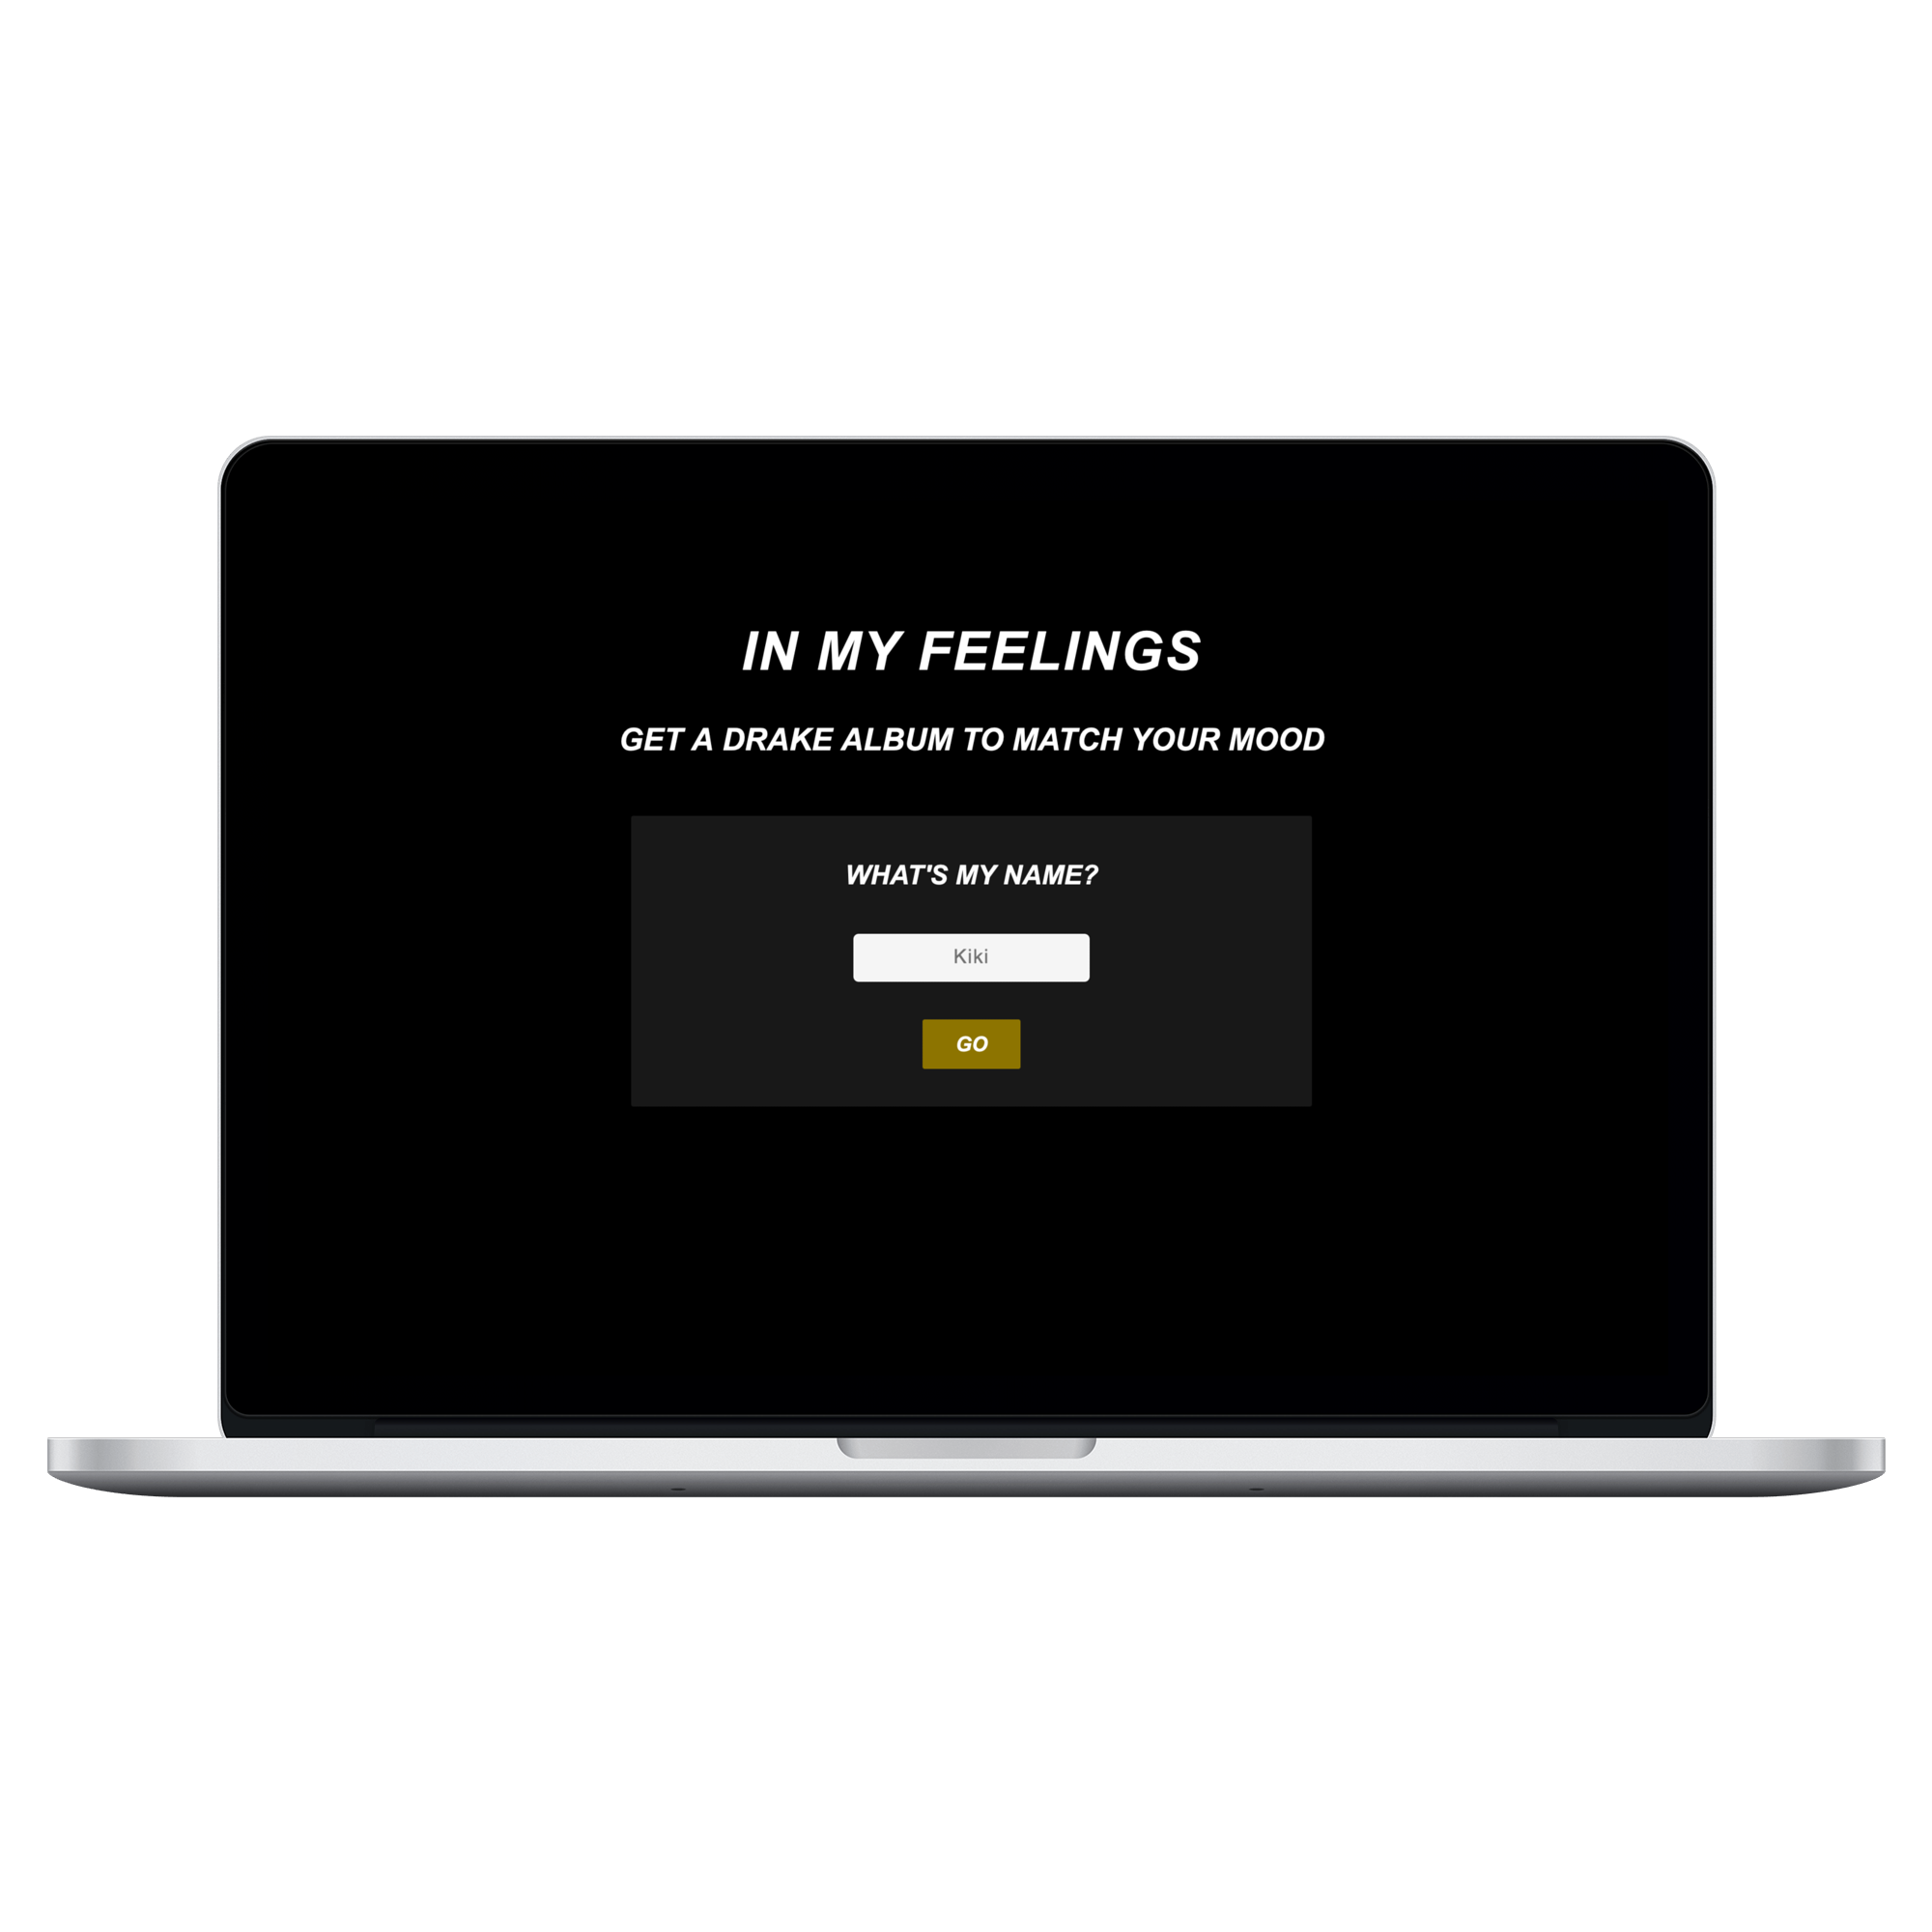 IN MY FEELINGS
GET A DRAKE ALBUM TO MATCH YOUR MOOD
WHAT'S MY NAME?
Kiki
GO